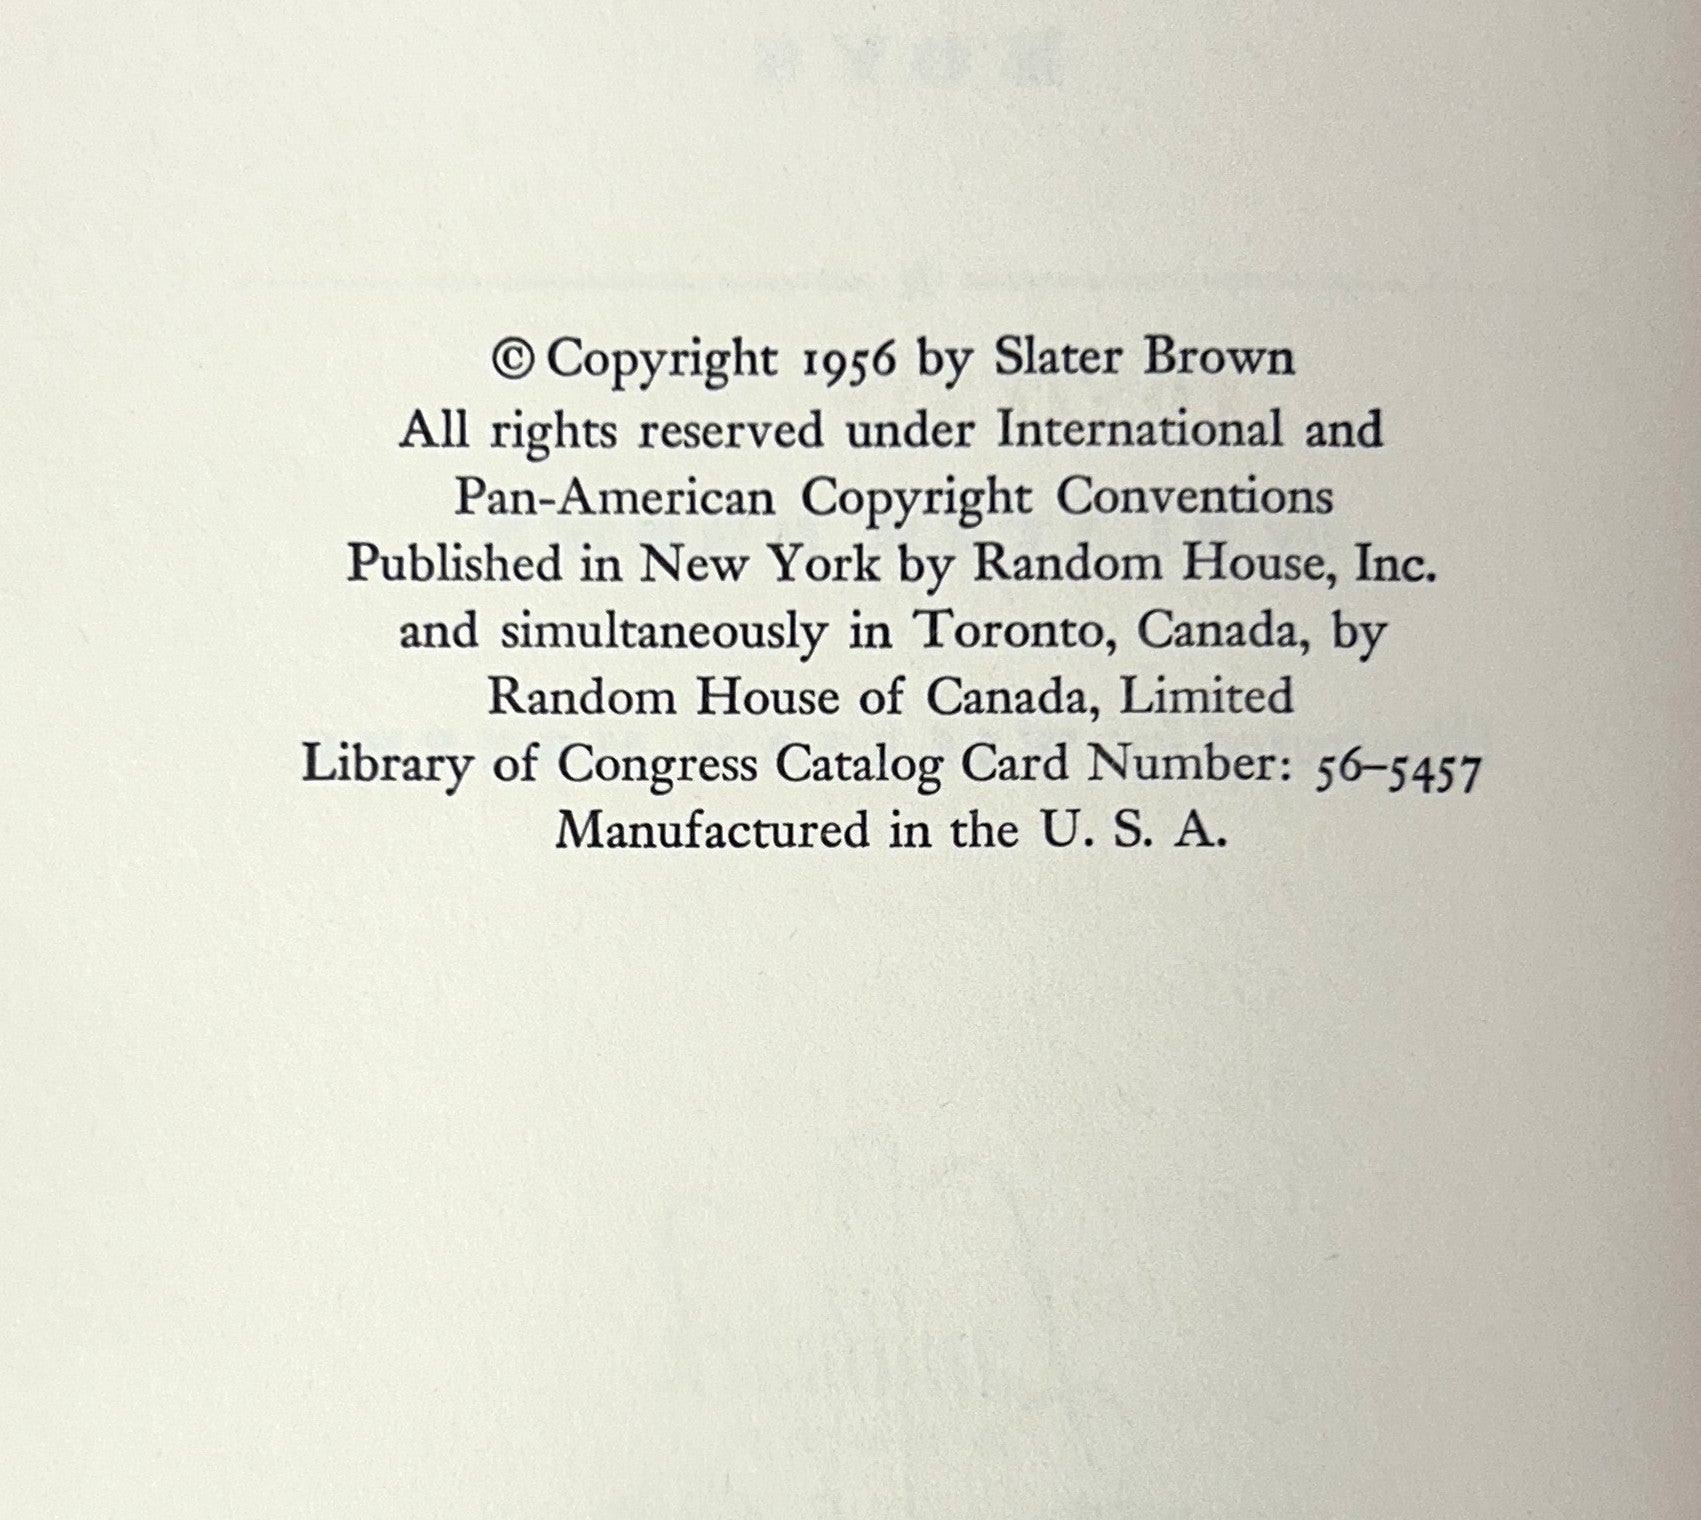 © Copyright 1956 by Slater Brown
All rights reserved under International and
Pan-American Copyright Conventions
Published in New York by Random House, Inc.
and simultaneously in Toronto, Canada, by
Random House of Canada, Limited
Library of Congress Catalog Card Number: 56–5457
Manufactured in the U. S. A.